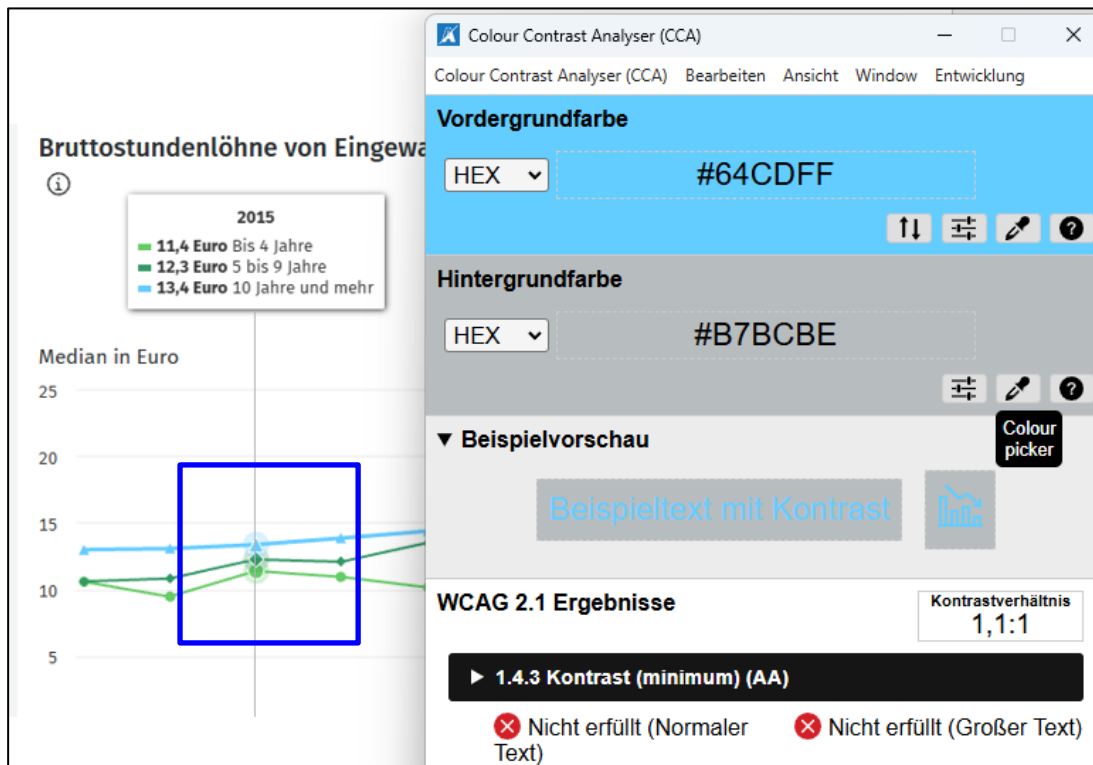 Colour Contrast Analyser (CCA)
Colour Contrast Analyser (CCA) Bearbeiten Ansicht Window Entwicklung
Vordergrundfarbe
HEX #64CDFF
Hintergrundfarbe
HEX #B7BCBE
Colour
picker
Beispielvorschau
Beispieltext mit Kontrast
WCAG 2.1 Ergebnisse
Kontrastverhältnis
1,1:1
1.4.3 Kontrast (minimum) (AA)
Nicht erfüllt (Normaler
Text)
Nicht erfüllt (Großer Text)
Bruttostundenlöhne von
2015
11,4 Euro Bis 4 Jahre
12,3 Euro 5 bis 9 Jahre
13,4 Euro 10 Jahre und mehr
Median in Euro
25
20
15
10
5